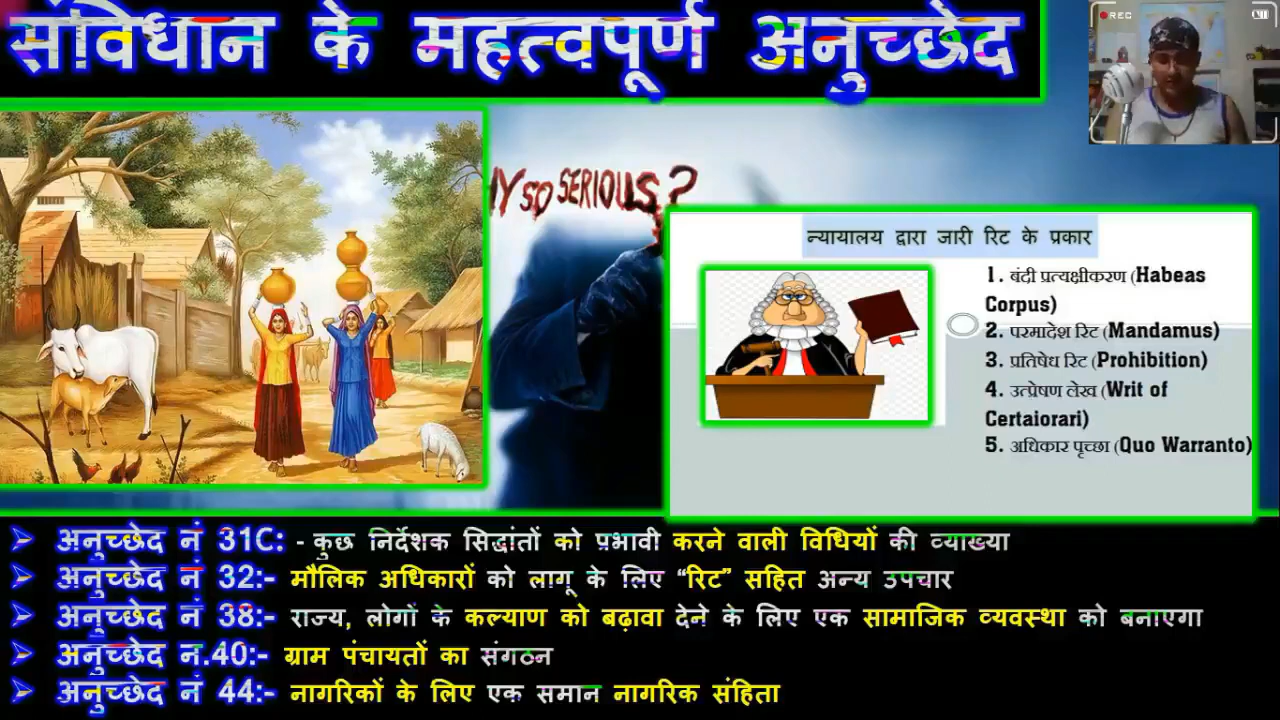 संविधान के महत्वपूर्ण अनुच्छेद
REC
Y SO SERIOUS?
न्यायालय द्वारा जारी रिट के प्रकार
1. बंदी प्रत्यक्षीकरण (Habeas
Corpus)
2. परमादेश रिट (Mandamus)
3. प्रतिषेध रिट (Prohibition)
4. उत्प्रेषण लेख (Writ of
Certaiorari)
5. अधिकार पृच्छा (Quo Warranto)
➢ अनुच्छेद नं 31C: - कुछ निर्देशक सिद्धांतों को प्रभावी करने वाली विधियों की व्याख्या
➢ अनुच्छेद नं 32:- मौलिक अधिकारों को लागू के लिए “रिट” सहित अन्य उपचार
➢ अनुच्छेद नं 38:- राज्य, लोगों के कल्याण को बढ़ावा देने के लिए एक सामाजिक व्यवस्था को बनाएगा
➢ अनुच्छेद न.40:- ग्राम पंचायतों का संगठन
➢ अनुच्छेद नं 44:- नागरिकों के लिए एक समान नागरिक संहिता